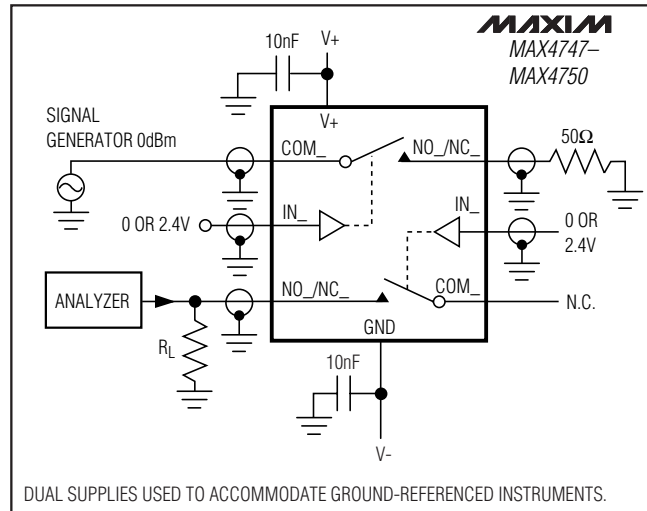 MAXIM
MAX4747–
MAX4750
10nF
V+
V+
SIGNAL
GENERATOR 0dBm
COM_
NO_/NC_
50Ω
IN_
IN_
0 OR 2.4V
0 OR
2.4V
ANALYZER
NO_/NC_
COM_
N.C.
GND
RL
10nF
V-
DUAL SUPPLIES USED TO ACCOMMODATE GROUND-REFERENCED INSTRUMENTS.